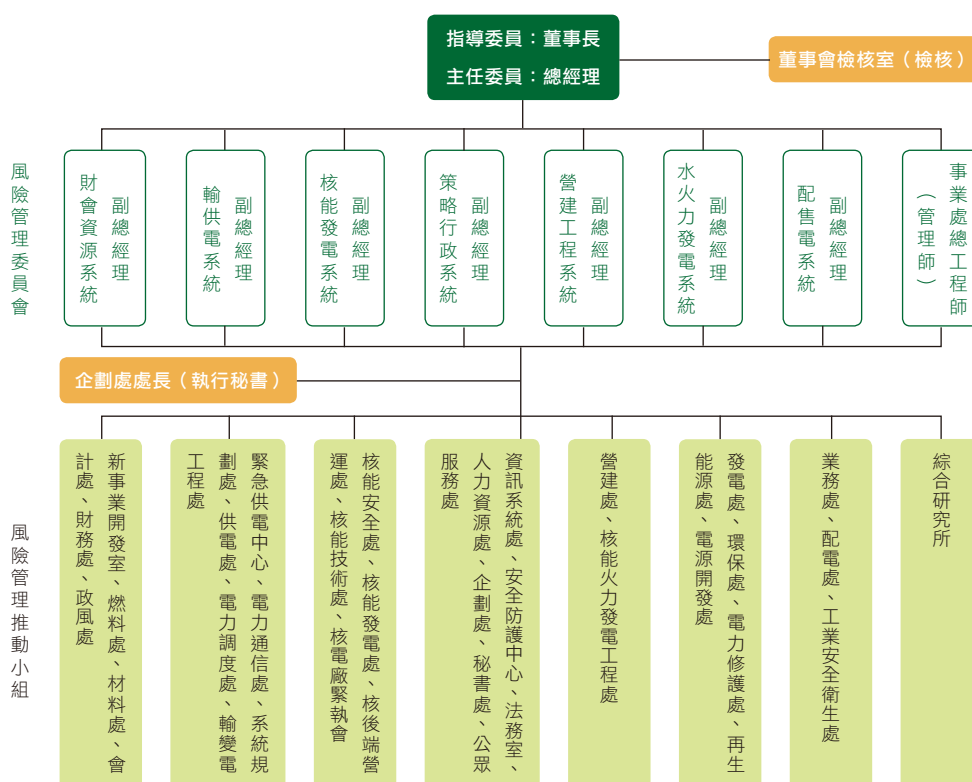 指導委員：董事長
主任委員：總經理
董事會檢核室（檢核）
風險管理委員會
副總經理
財會資源系統
副總經理
輸供電系統
副總經理
核能發電系統
副總經理
策略行政系統
副總經理
營建工程系統
副總經理
水火力發電系統
副總經理
配售電系統
事業處總工程師
（管理師）
企劃處處長（執行秘書）
風險管理推動小組
新事業開發室、燃料處、材料處、會
計處、財務處、政風處
緊急供電中心、電力通信處、系統規
劃處、供電處、電力調度處、輸變電
工程處
核能安全處、核能發電處、核後端營
運處、核能技術處、核電廠緊執會
資訊系統處、安全防護中心、法務室、
人力資源處、企劃處、秘書處、公眾
服務處
營建處、核能火力發電工程處
發電處、環保處、電力修護處、再生
能源處、電源開發處
業務處、配電處、工業安全衛生處
綜合研究所